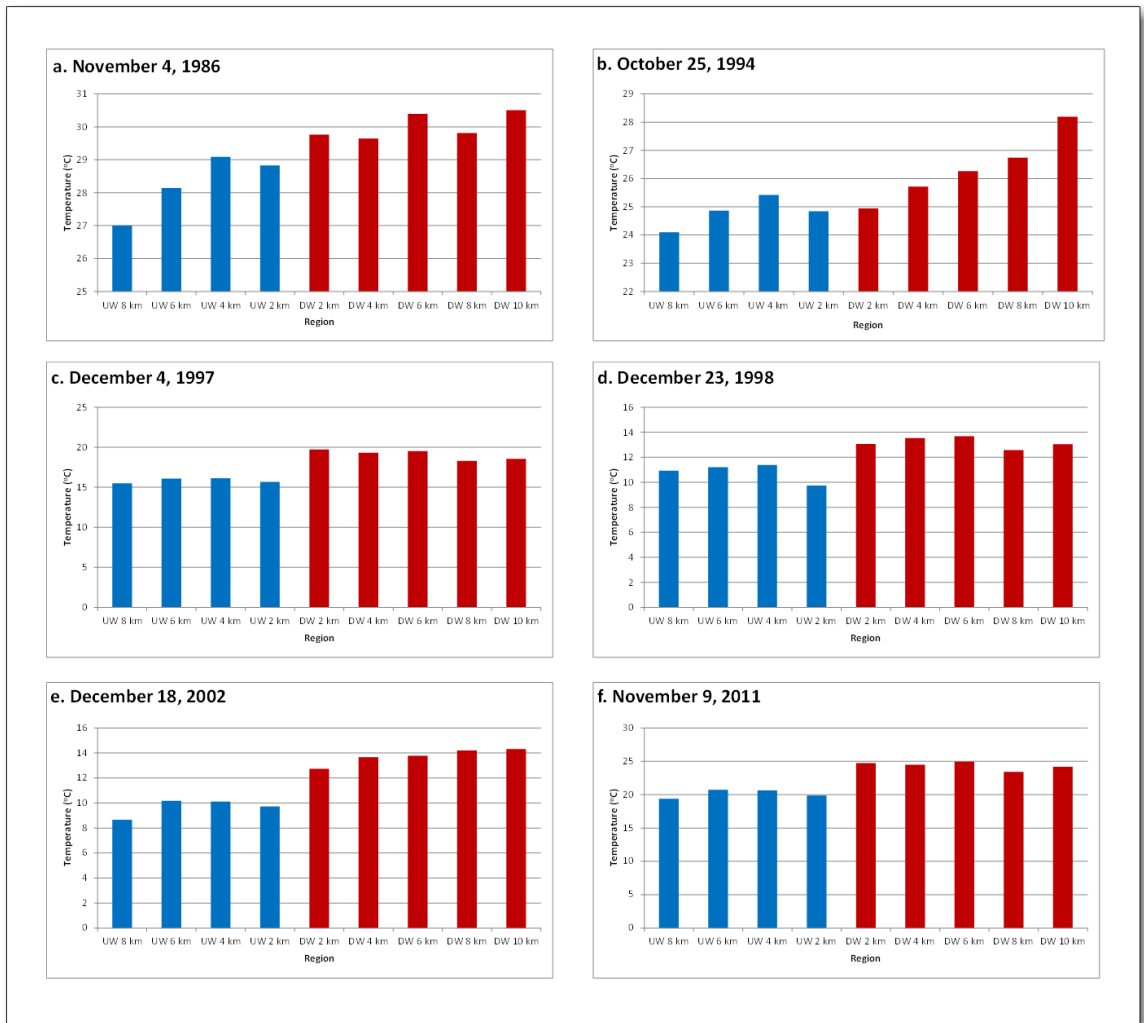 a. November 4, 1986
Temperature (°C)
31
30
29
28
27
26
25
UW 8 km UW 6 km UW 4 km UW 2 km DW 2 km DW 4 km DW 6 km DW 8 km DW 10 km
Region
b. October 25, 1994
Temperature (°C)
29
28
27
26
25
24
23
22
UW 8 km UW 6 km UW 4 km UW 2 km DW 2 km DW 4 km DW 6 km DW 8 km DW 10 km
Region
c. December 4, 1997
Temperature (°C)
25
20
15
10
5
0
UW 8 km UW 6 km UW 4 km UW 2 km DW 2 km DW 4 km DW 6 km DW 8 km DW 10 km
Region
d. December 23, 1998
Temperature (°C)
16
14
12
10
8
6
4
2
0
UW 8 km UW 6 km UW 4 km UW 2 km DW 2 km DW 4 km DW 6 km DW 8 km DW 10 km
Region
e. December 18, 2002
Temperature (°C)
16
14
12
10
8
6
4
2
0
UW 8 km UW 6 km UW 4 km UW 2 km DW 2 km DW 4 km DW 6 km DW 8 km DW 10 km
Region
f. November 9, 2011
Temperature (°C)
30
25
20
15
10
5
0
UW 8 km UW 6 km UW 4 km UW 2 km DW 2 km DW 4 km DW 6 km DW 8 km DW 10 km
Region